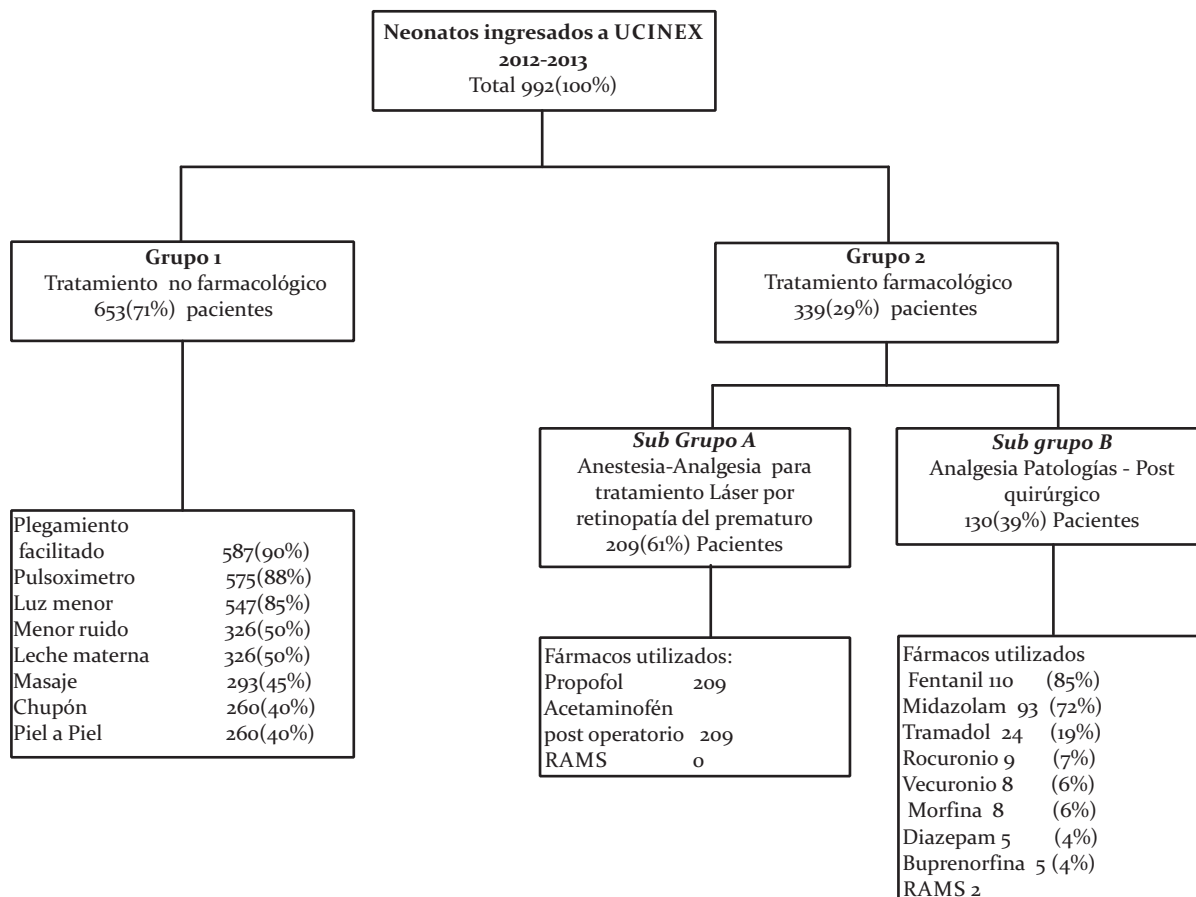 Neonatos ingresados a UCINEX
2012-2013
Total 992(100%)
Grupo 1
Tratamiento no farmacológico
653(71%) pacientes
Grupo 2
Tratamiento farmacológico
339(29%) pacientes
Plegamiento
facilitado 587(90%)
Pulsoximetro 575(88%)
Luz menor 547(85%)
Menor ruido 326(50%)
Leche materna 326(50%)
Masaje 293(45%)
Chupón 260(40%)
Piel a Piel 260(40%)
Sub Grupo A
Anestesia-Analgesia para
tratamiento Láser por
retinopatía del prematuro
209(61%) Pacientes
Sub grupo B
Analgesia Patologías - Post
quirúrgico
130(39%) Pacientes
Fármacos utilizados:
Propofol 209
Acetaminofén
post operatorio 209
RAMS 0
Fármacos utilizados
Fentanil 110 (85%)
Midazolam 93 (72%)
Tramadol 24 (19%)
Rocuronio 9 (7%)
Vecuronio 8 (6%)
Morfina 8 (6%)
Diazepam 5 (4%)
Buprenorfina 5 (4%)
RAMS 2